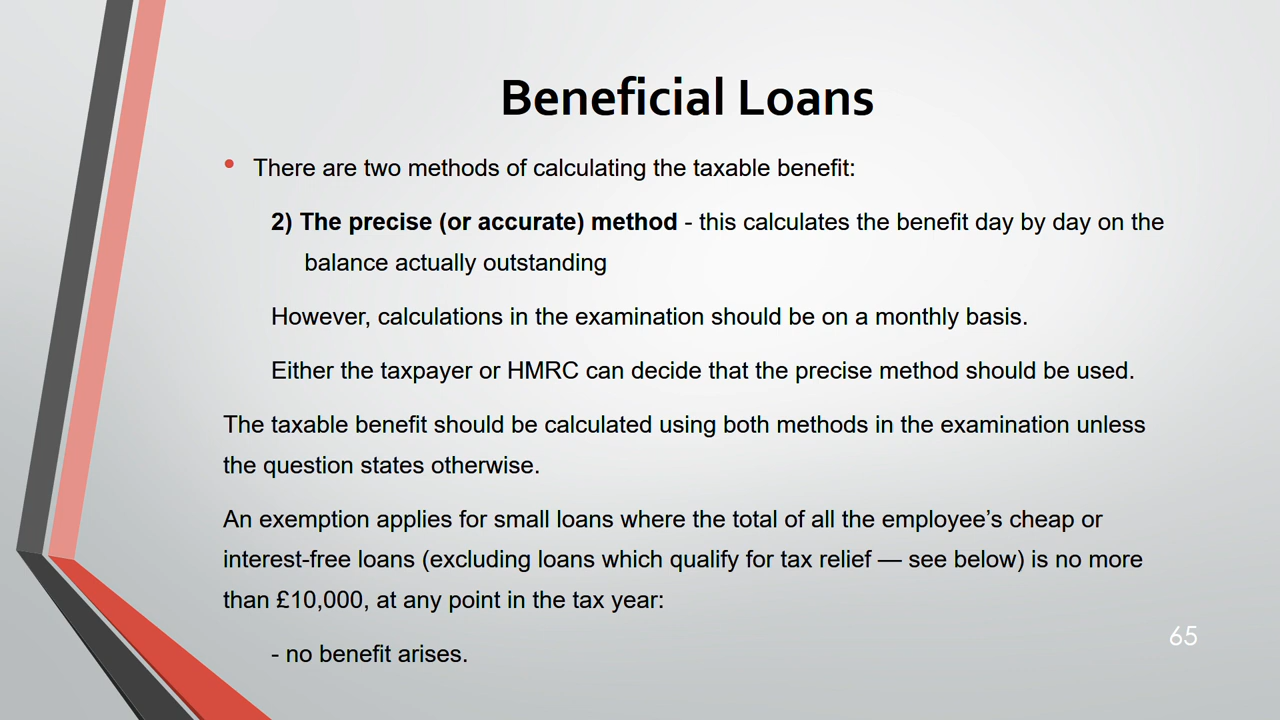 Beneficial Loans
• There are two methods of calculating the taxable benefit:
2) The precise (or accurate) method - this calculates the benefit day by day on the
balance actually outstanding
However, calculations in the examination should be on a monthly basis.
Either the taxpayer or HMRC can decide that the precise method should be used.
The taxable benefit should be calculated using both methods in the examination unless
the question states otherwise.
An exemption applies for small loans where the total of all the employee’s cheap or
interest-free loans (excluding loans which qualify for tax relief — see below) is no more
than £10,000, at any point in the tax year:
- no benefit arises.
65